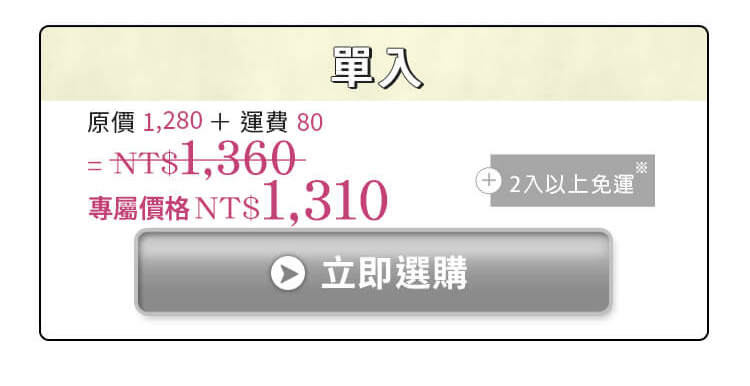 單入
原價 1,280 + 運費 80
= NT$1,360
專屬價格 NT$1,310
+ 2入以上免運※
立即選購